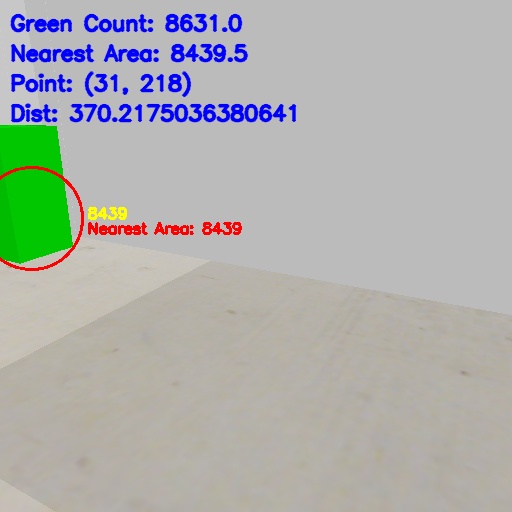 Green Count: 8631.0
Nearest Area: 8439.5
Point: (31, 218)
Dist: 370.2175036380641
8439
Nearest Area: 8439